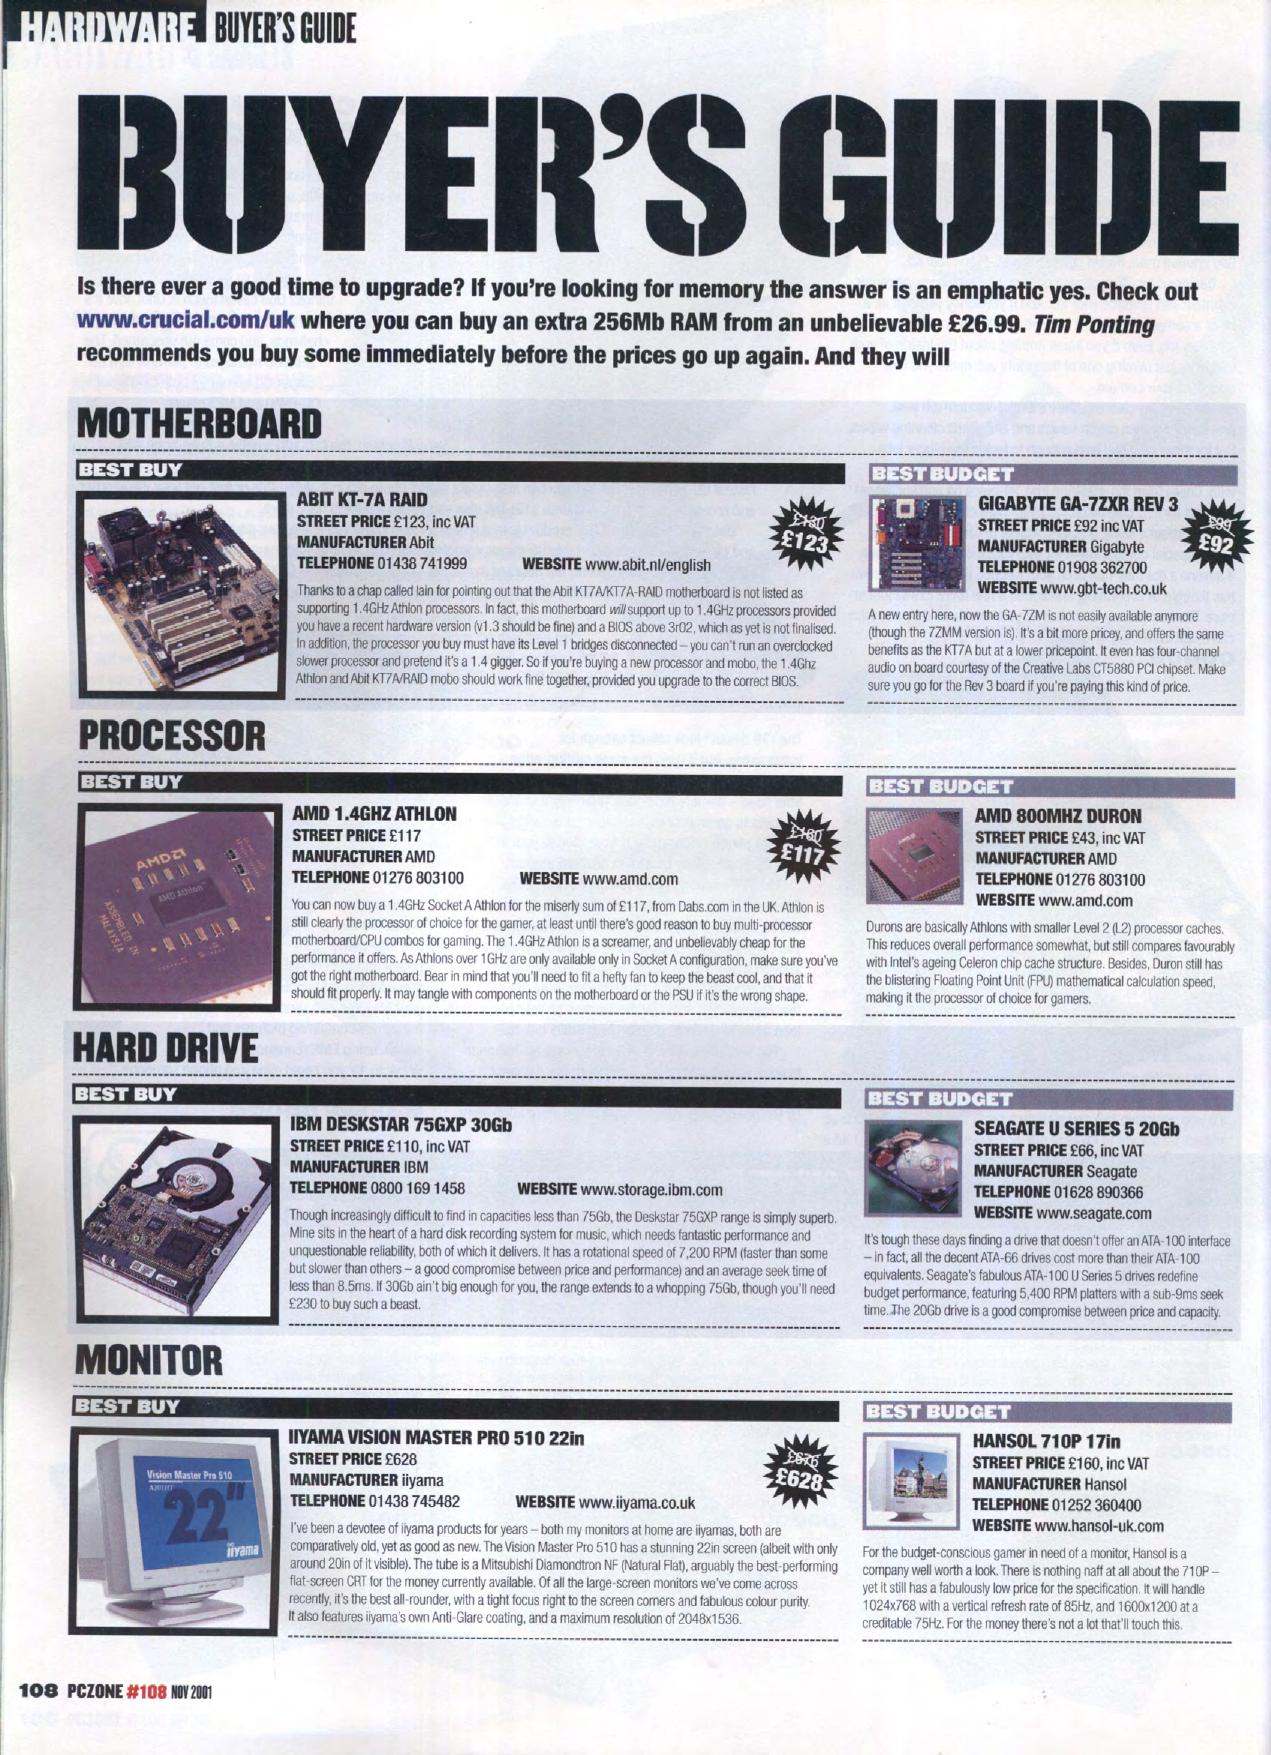 HARDWARE BUYER'S GUIDE
BUYER'S GUIDE
Is there ever a good time to upgrade? If you're looking for memory the answer is an emphatic yes. Check out
www.crucial.com/uk where you can buy an extra 256Mb RAM from an unbelievable £26.99. Tim Ponting
recommends you buy some immediately before the prices go up again. And they will
MOTHERBOARD
BEST BUY
ABIT KT-7A RAID
STREET PRICE £123, inc VAT
MANUFACTURER Abit
TELEPHONE 01438 741999 WEBSITE www.abit.nl/english
£130
£123
Thanks to a chap called Iain for pointing out that the Abit KT7A/KT7A-RAID motherboard is not listed as
supporting 1.4GHz Athlon processors. In fact, this motherboard will support up to 1.4GHz processors provided
you have a recent hardware version (v1.3 should be fine) and a BIOS above 3r02, which as yet is not finalised.
In addition, the processor you buy must have its Level 1 bridges disconnected – you can't run an overclocked
slower processor and pretend it's a 1.4 gigger. So if you're buying a new processor and mobo, the 1.4Ghz
Athlon and Abit KT7A/RAID mobo should work fine together, provided you upgrade to the correct BIOS.
BEST BUDGET
GIGABYTE GA-7ZXR REV 3
STREET PRICE £92 inc VAT
MANUFACTURER Gigabyte
TELEPHONE 01908 362700
WEBSITE www.gbt-tech.co.uk
£99
£92
A new entry here, now the GA-7ZM is not easily available anymore
(though the 7ZMM version is). It's a bit more pricey, and offers the same
benefits as the KT7A but at a lower pricepoint. It even has four-channel
audio on board courtesy of the Creative Labs CT5880 PCI chipset. Make
sure you go for the Rev 3 board if you're paying this kind of price.
PROCESSOR
BEST BUY
AMD
AMD Athlon
ASSEMBLED IN
MALAYSIA
AMD 1.4GHZ ATHLON
STREET PRICE £117
MANUFACTURER AMD
TELEPHONE 01276 803100 WEBSITE www.amd.com
£117
You can now buy a 1.4GHz Socket A Athlon for the miserly sum of £117, from Dabs.com in the UK. Athlon is
still clearly the processor of choice for the gamer, at least until there's good reason to buy multi-processor
motherboard/CPU combos for gaming. The 1.4GHz Athlon is a screamer, and unbelievably cheap for the
performance it offers. As Athlons over 1GHz are only available only in Socket A configuration, make sure you've
got the right motherboard. Bear in mind that you'll need to fit a hefty fan to keep the beast cool, and that it
should fit properly. It may tangle with components on the motherboard or the PSU if it's the wrong shape.
BEST BUDGET
AMD 800MHZ DURON
STREET PRICE £43, inc VAT
MANUFACTURER AMD
TELEPHONE 01276 803100
WEBSITE www.amd.com
Durons are basically Athlons with smaller Level 2 (L2) processor caches.
This reduces overall performance somewhat, but still compares favourably
with Intel's ageing Celeron chip cache structure. Besides, Duron still has
the blistering Floating Point Unit (FPU) mathematical calculation speed,
making it the processor of choice for gamers.
HARD DRIVE
BEST BUY
IBM DESKSTAR 75GXP 30Gb
STREET PRICE £110, inc VAT
MANUFACTURER IBM
TELEPHONE 0800 169 1458 WEBSITE www.storage.ibm.com
Though increasingly difficult to find in capacities less than 75Gb, the Deskstar 75GXP range is simply superb.
Mine sits in the heart of a hard disk recording system for music, which needs fantastic performance and
unquestionable reliability, both of which it delivers. It has a rotational speed of 7,200 RPM (faster than some
but slower than others – a good compromise between price and performance) and an average seek time of
less than 8.5ms. If 30Gb ain't big enough for you, the range extends to a whopping 75Gb, though you'll need
£230 to buy such a beast.
BEST BUDGET
SEAGATE U SERIES 5 20Gb
STREET PRICE £66, inc VAT
MANUFACTURER Seagate
TELEPHONE 01628 890366
WEBSITE www.seagate.com
It's tough these days finding a drive that doesn't offer an ATA-100 interface
– in fact, all the decent ATA-66 drives cost more than their ATA-100
equivalents. Seagate's fabulous ATA-100 U Series 5 drives redefine
budget performance, featuring 5,400 RPM platters with a sub-9ms seek
time. The 20Gb drive is a good compromise between price and capacity.
MONITOR
BEST BUY
Vision Master Pro 510
22"
iiyama
IIYAMA VISION MASTER PRO 510 22in
STREET PRICE £628
MANUFACTURER iiyama
TELEPHONE 01438 745482 WEBSITE www.iiyama.co.uk
£676
£628
I've been a devotee of iiyama products for years – both my monitors at home are iiyamas, both are
comparatively old, yet as good as new. The Vision Master Pro 510 has a stunning 22in screen (albeit with only
around 20in of it visible). The tube is a Mitsubishi Diamondtron NF (Natural Flat), arguably the best-performing
flat-screen CRT for the money currently available. Of all the large-screen monitors we've come across
recently, it's the best all-rounder, with a tight focus right to the screen corners and fabulous colour purity.
It also features iiyama's own Anti-Glare coating, and a maximum resolution of 2048x1536.
BEST BUDGET
HANSOL 710P 17in
STREET PRICE £160, inc VAT
MANUFACTURER Hansol
TELEPHONE 01252 360400
WEBSITE www.hansol-uk.com
For the budget-conscious gamer in need of a monitor, Hansol is a
company well worth a look. There is nothing naff at all about the 710P –
yet it still has a fabulously low price for the specification. It will handle
1024x768 with a vertical refresh rate of 85Hz, and 1600x1200 at a
creditable 75Hz. For the money there's not a lot that'll touch this.
108 PCZONE #108 NOV 2001